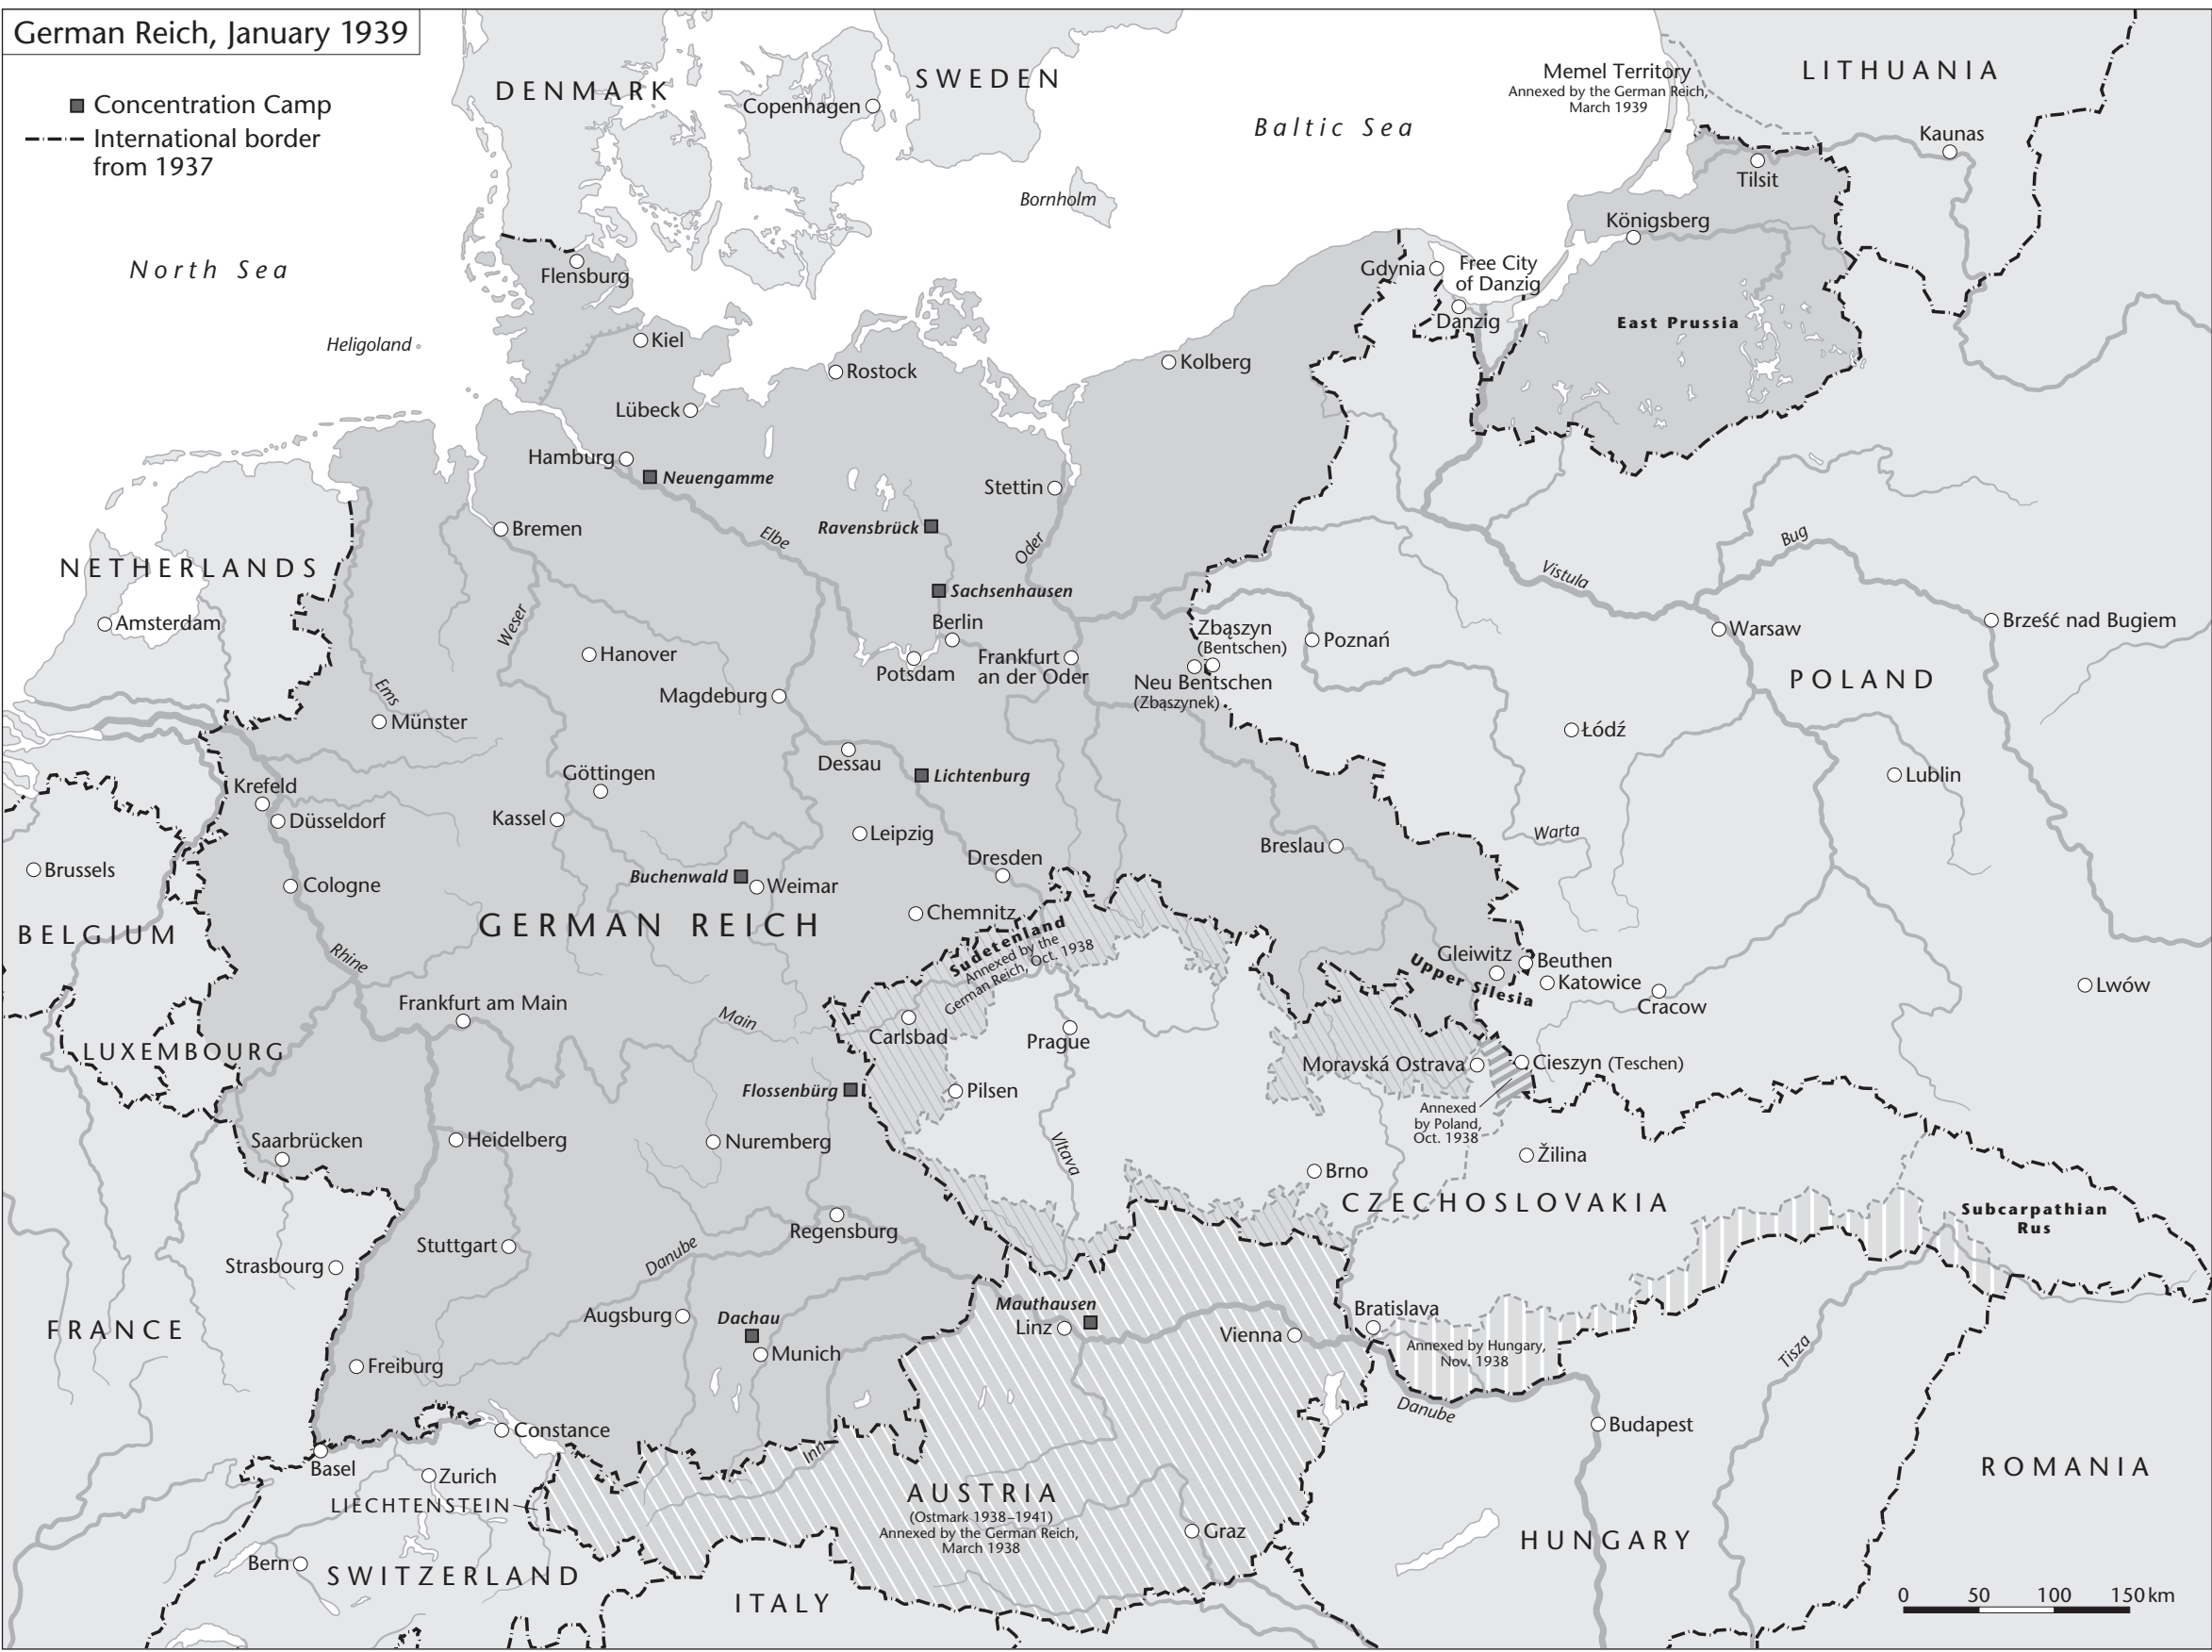 German Reich, January 1939
Concentration Camp
International border
from 1937
DENMARK
Copenhagen
SWEDEN
Baltic Sea
Bornholm
Memel Territory
Annexed by the German Reich,
March 1939
LITHUANIA
Kaunas
Tilsit
Königsberg
North Sea
Flensburg
Heligoland
Kiel
Rostock
Lübeck
Kolberg
Gdynia
Free City
of Danzig
Danzig
East Prussia
Hamburg
Neuengamme
Stettin
Bremen
Elbe
Ravensbrück
Oder
NETHERLANDS
Amsterdam
Weser
Sachsenhausen
Berlin
Potsdam
Frankfurt
an der Oder
Zbąszyn
(Bentschen)
Neu Bentschen
(Zbąszynek)
Poznań
Vistula
Bug
Warsaw
Brześć nad Bugiem
POLAND
Hanover
Magdeburg
Ems
Münster
Łódź
Lublin
Krefeld
Düsseldorf
Göttingen
Kassel
Dessau
Lichtenburg
Leipzig
Dresden
Breslau
Warta
Brussels
BELGIUM
Cologne
Buchenwald
Weimar
GERMAN REICH
Chemnitz
Sudetenland
Annexed by the
German Reich, Oct. 1938
Rhine
Gleiwitz
Beuthen
Katowice
Upper Silesia
Cracow
Lwów
Frankfurt am Main
Main
Carlsbad
Prague
LUXEMBOURG
Moravská Ostrava
Cieszyn (Teschen)
Flossenbürg
Pilsen
Annexed
by Poland,
Oct. 1938
Saarbrücken
Heidelberg
Nuremberg
Vltava
Žilina
Brno
CZECHOSLOVAKIA
Subcarpathian
Rus
Regensburg
Stuttgart
Danube
Strasbourg
FRANCE
Augsburg
Dachau
Munich
Mauthausen
Linz
Vienna
Bratislava
Annexed by Hungary,
Nov. 1938
Tisza
Freiburg
Danube
Budapest
Constance
Basel
Zurich
LIECHTENSTEIN
Inn
AUSTRIA
(Ostmark 1938–1941)
Annexed by the German Reich,
March 1938
Graz
ROMANIA
HUNGARY
Bern
SWITZERLAND
ITALY
0 50 100 150 km